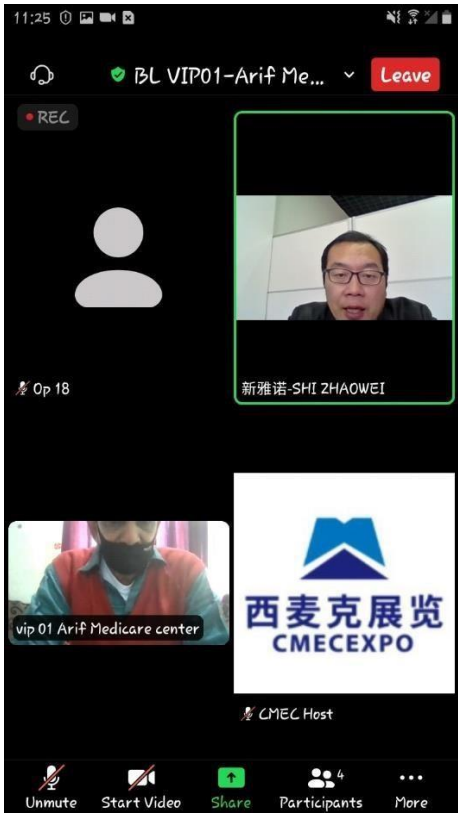 11:25
BL VIP01-Arif Me...
Leave
REC
Op 18
新雅诺-SHI ZHAOWEI
vip 01 Arif Medicare center
西麦克展览
CMECEXPO
CMEC Host
4
Unmute
Start Video
Share
Participants
More